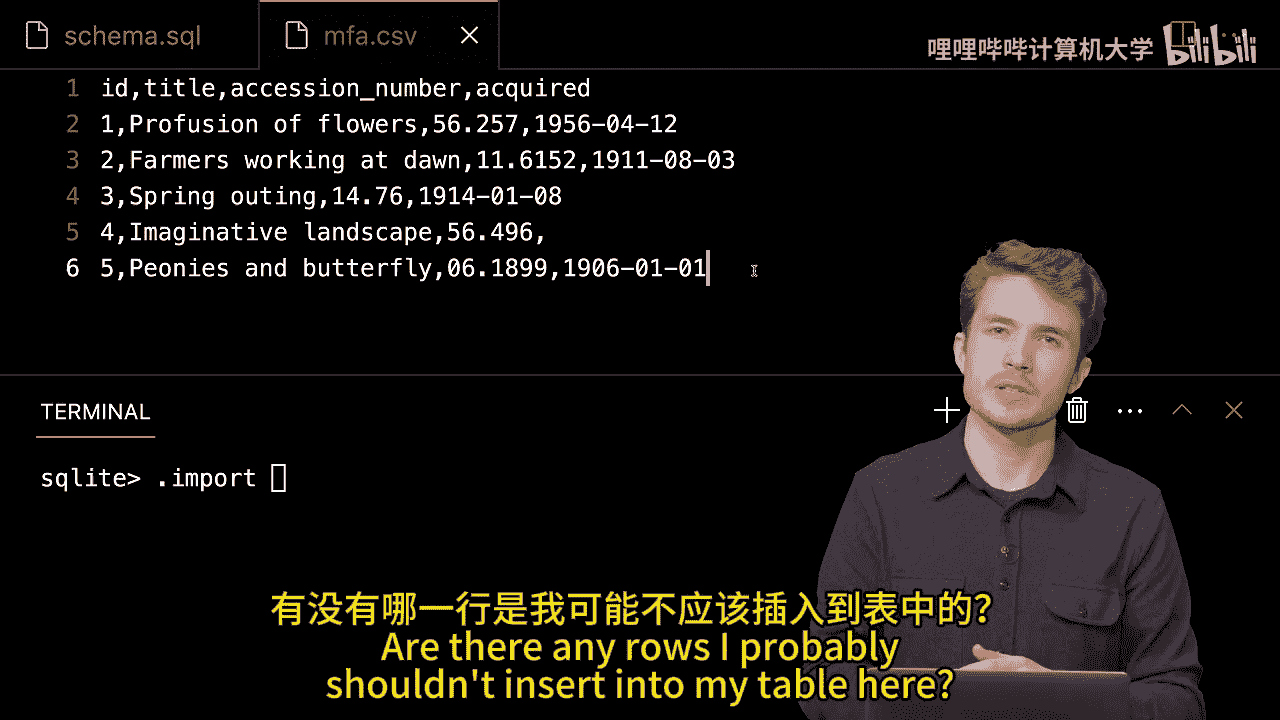 schema.sql
mfa.csv
哩哩哔哔计算机大学 bilibili
1 id,title,accession_number,acquired
2 1,Profusion of flowers,56.257,1956-04-12
3 2,Farmers working at dawn,11.6152,1911-08-03
4 3,Spring outing,14.76,1914-01-08
5 4,Imaginative landscape,56.496,
6 5,Peonies and butterfly,06.1899,1906-01-01
TERMINAL
sqlite> .import
有没有哪一行是我可能不应该插入到表中的?
Are there any rows I probably
shouldn't insert into my table here?